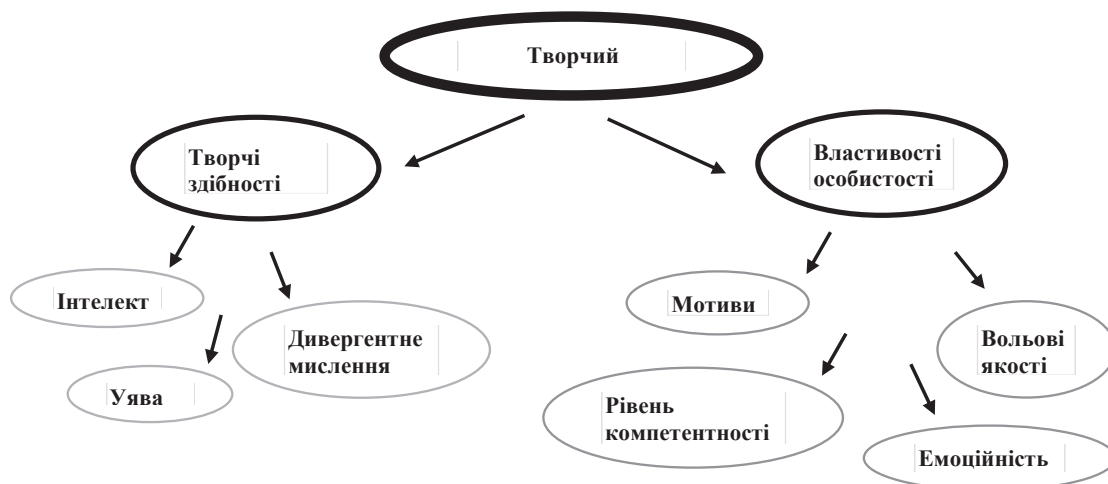 Творчий
Творчі
здібності
Властивості
особистості
Інтелект
Дивергентне
мислення
Уява
Мотиви
Вольові
якості
Рівень
компетентності
Емоційність